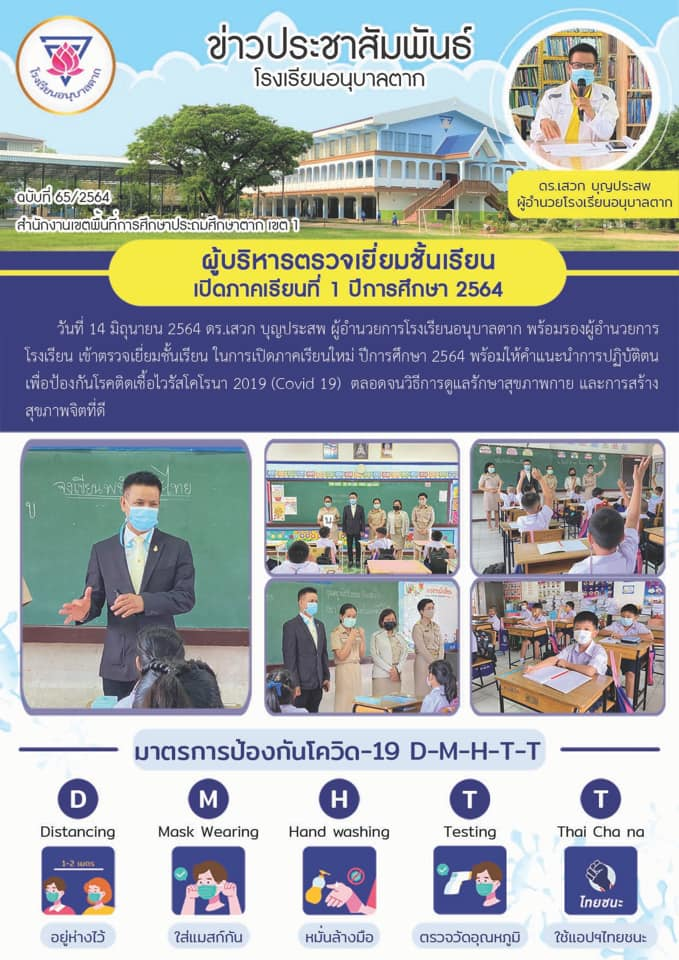 ข่าวประชาสัมพันธ์
โรงเรียนอนุบาลตาก
โรงเรียนอนุบาลตาก
ดร.เสวก บุญประสพ
ผู้อำนวยโรงเรียนอนุบาลตาก
ฉบับที่ 65/2564
สำนักงานเขตพื้นที่การศึกษาประถมศึกษาตาก เขต 1
ผู้บริหารตรวจเยี่ยมชั้นเรียน
เปิดภาคเรียนที่ 1 ปีการศึกษา 2564
วันที่ 14 มิถุนายน 2564 ดร.เสวก บุญประสพ ผู้อำนวยการโรงเรียนอนุบาลตาก พร้อมรองผู้อำนวยการ
โรงเรียน เข้าตรวจเยี่ยมชั้นเรียน ในการเปิดภาคเรียนใหม่ ปีการศึกษา 2564 พร้อมให้คำแนะนำการปฏิบัติตน
เพื่อป้องกันโรคติดเชื้อไวรัสโคโรนา 2019 (Covid 19) ตลอดจนวิธีการดูแลรักษาสุขภาพกาย และการสร้าง
สุขภาพจิตที่ดี
จงเขียน
ไทย
มาตรการป้องกันโควิด-19 D-M-H-T-T
D M H T T
Distancing Mask Wearing Hand washing Testing Thai Cha na
1-2 เมตร
ไทยชนะ
อยู่ห่างไว้ ใส่แมสก์กัน หมั่นล้างมือ ตรวจวัดอุณหภูมิ ใช้แอปฯไทยชนะ